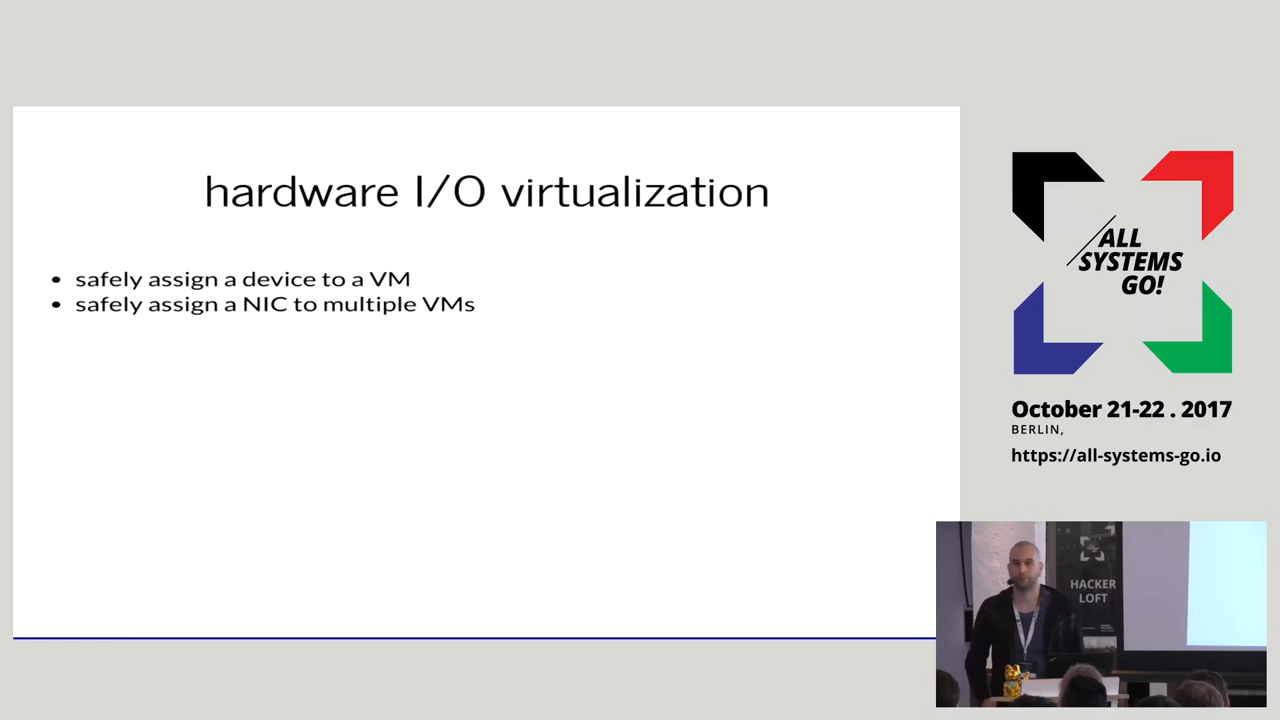 hardware I/O virtualization
• safely assign a device to a VM
• safely assign a NIC to multiple VMs
ALL
SYSTEMS
GO!
October 21-22 . 2017
BERLIN,
https://all-systems-go.io
HACKER
LOFT